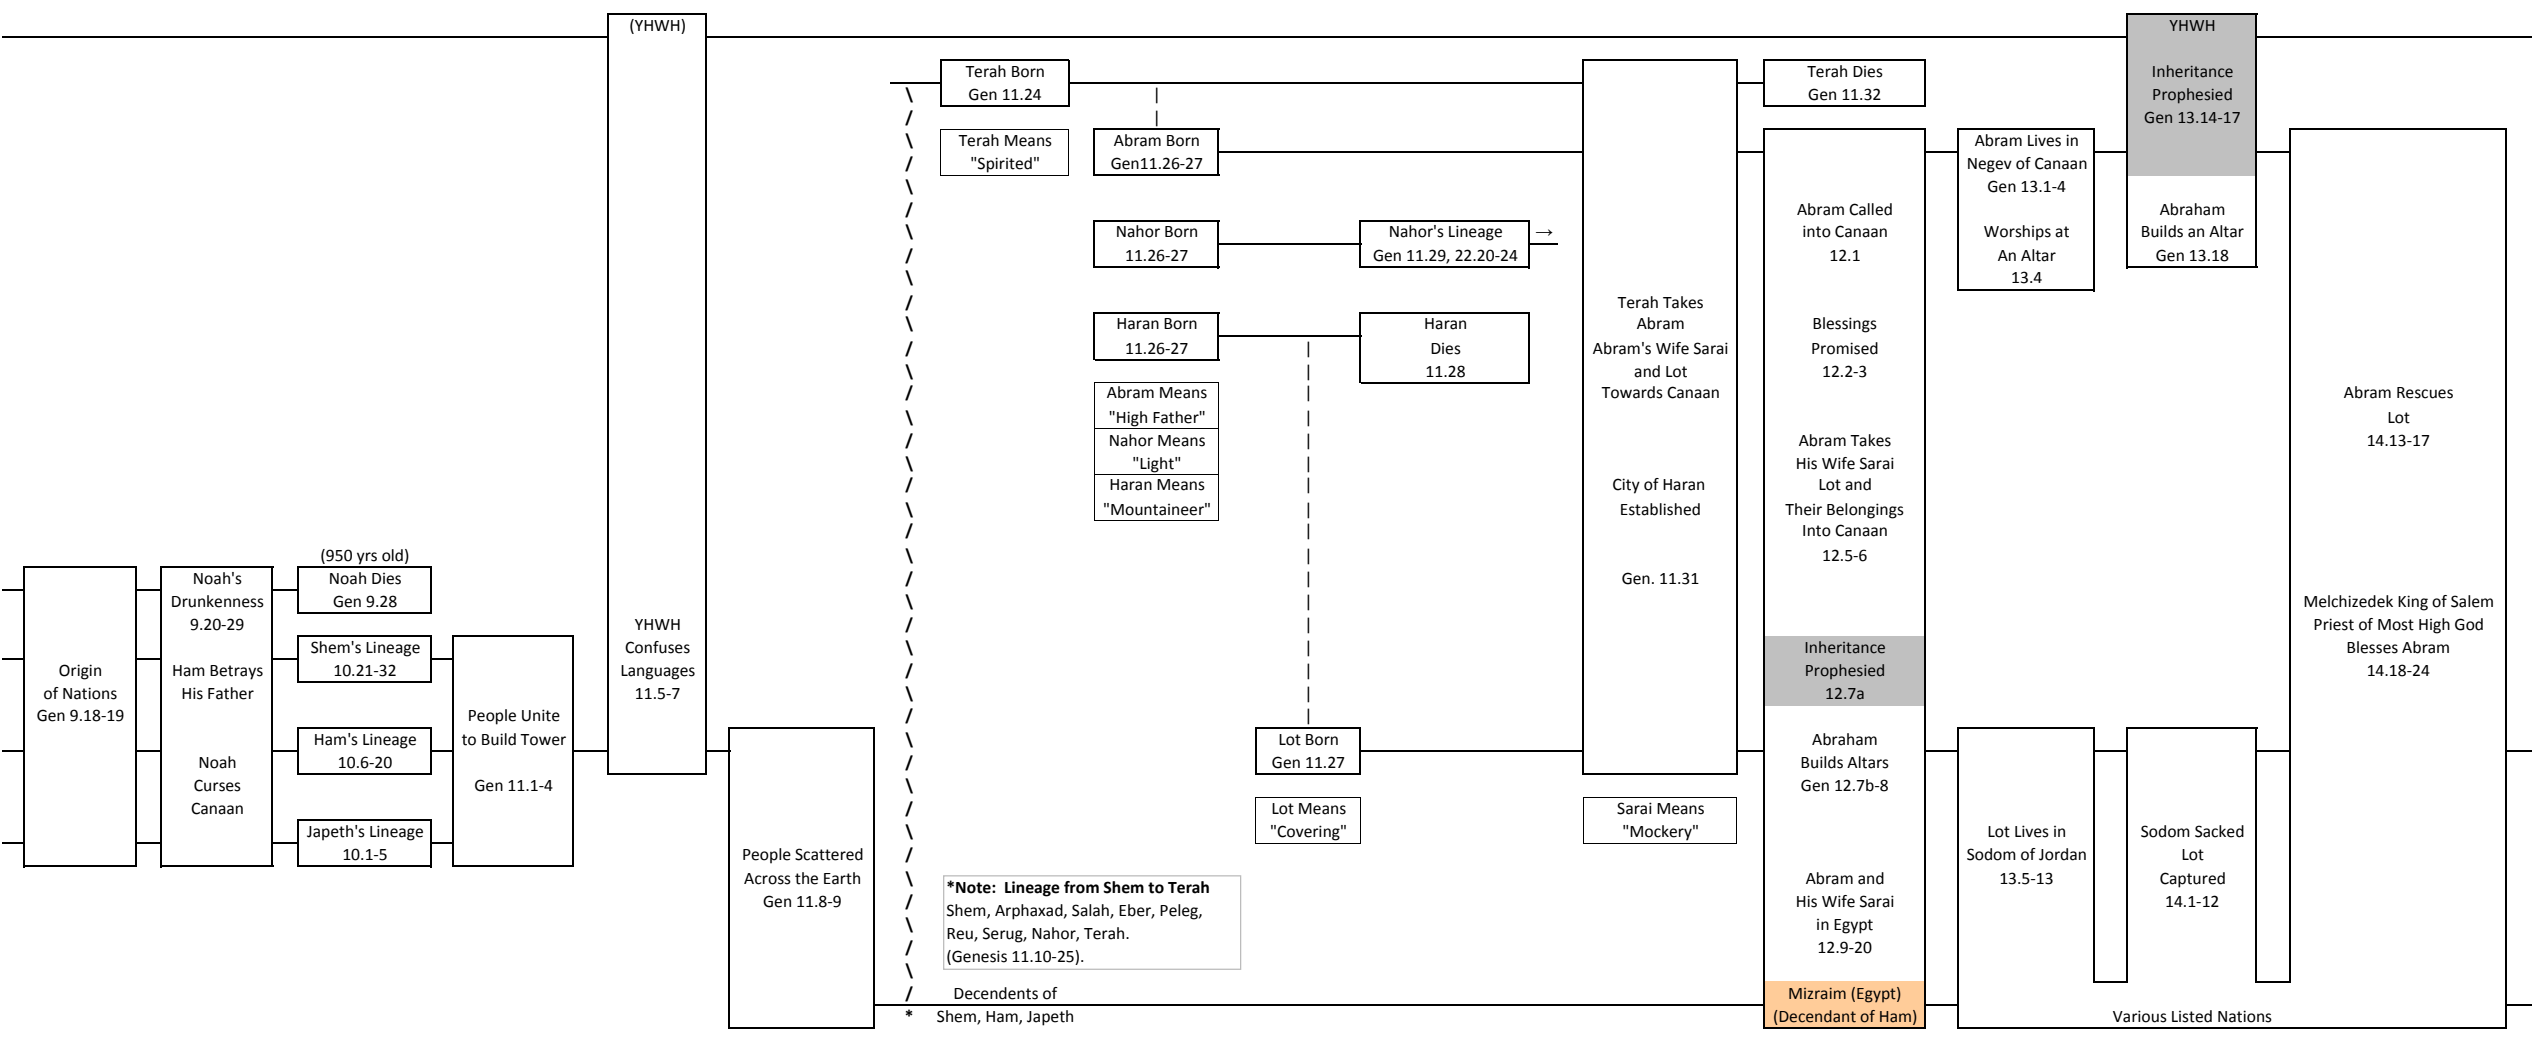 (YHWH)
YHWH
Confuses
Languages
11.5-7
Origin
of Nations
Gen 9.18-19
Noah's
Drunkenness
9.20-29
Ham Betrays
His Father
Noah
Curses
Canaan
(950 yrs old)
Noah Dies
Gen 9.28
Shem's Lineage
10.21-32
Ham's Lineage
10.6-20
Japeth's Lineage
10.1-5
People Unite
to Build Tower
Gen 11.1-4
People Scattered
Across the Earth
Gen 11.8-9
Terah Born
Gen 11.24
Terah Means
"Spirited"
Abram Born
Gen11.26-27
Nahor Born
11.26-27
Haran Born
11.26-27
Abram Means
"High Father"
Nahor Means
"Light"
Haran Means
"Mountaineer"
Nahor's Lineage
Gen 11.29, 22.20-24
→
Haran
Dies
11.28
Lot Born
Gen 11.27
Lot Means
"Covering"
*Note:  Lineage from Shem to Terah
Shem, Arphaxad, Salah, Eber, Peleg,
Reu, Serug, Nahor, Terah.
(Genesis 11.10-25).
Decendents of
* Shem, Ham, Japeth
Terah Takes
Abram
Abram's Wife Sarai
and Lot
Towards Canaan
City of Haran
Established
Gen. 11.31
Sarai Means
"Mockery"
Terah Dies
Gen 11.32
Abram Called
into Canaan
12.1
Blessings
Promised
12.2-3
Abram Takes
His Wife Sarai
Lot and
Their Belongings
Into Canaan
12.5-6
Inheritance
Prophesied
12.7a
Abraham
Builds Altars
Gen 12.7b-8
Abram and
His Wife Sarai
in Egypt
12.9-20
Mizraim (Egypt)
(Decendant of Ham)
Abram Lives in
Negev of Canaan
Gen 13.1-4
Worships at
An Altar
13.4
Lot Lives in
Sodom of Jordan
13.5-13
YHWH
Inheritance
Prophesied
Gen 13.14-17
Abraham
Builds an Altar
Gen 13.18
Sodom Sacked
Lot
Captured
14.1-12
Abram Rescues
Lot
14.13-17
Melchizedek King of Salem
Priest of Most High God
Blesses Abram
14.18-24
Various Listed Nations